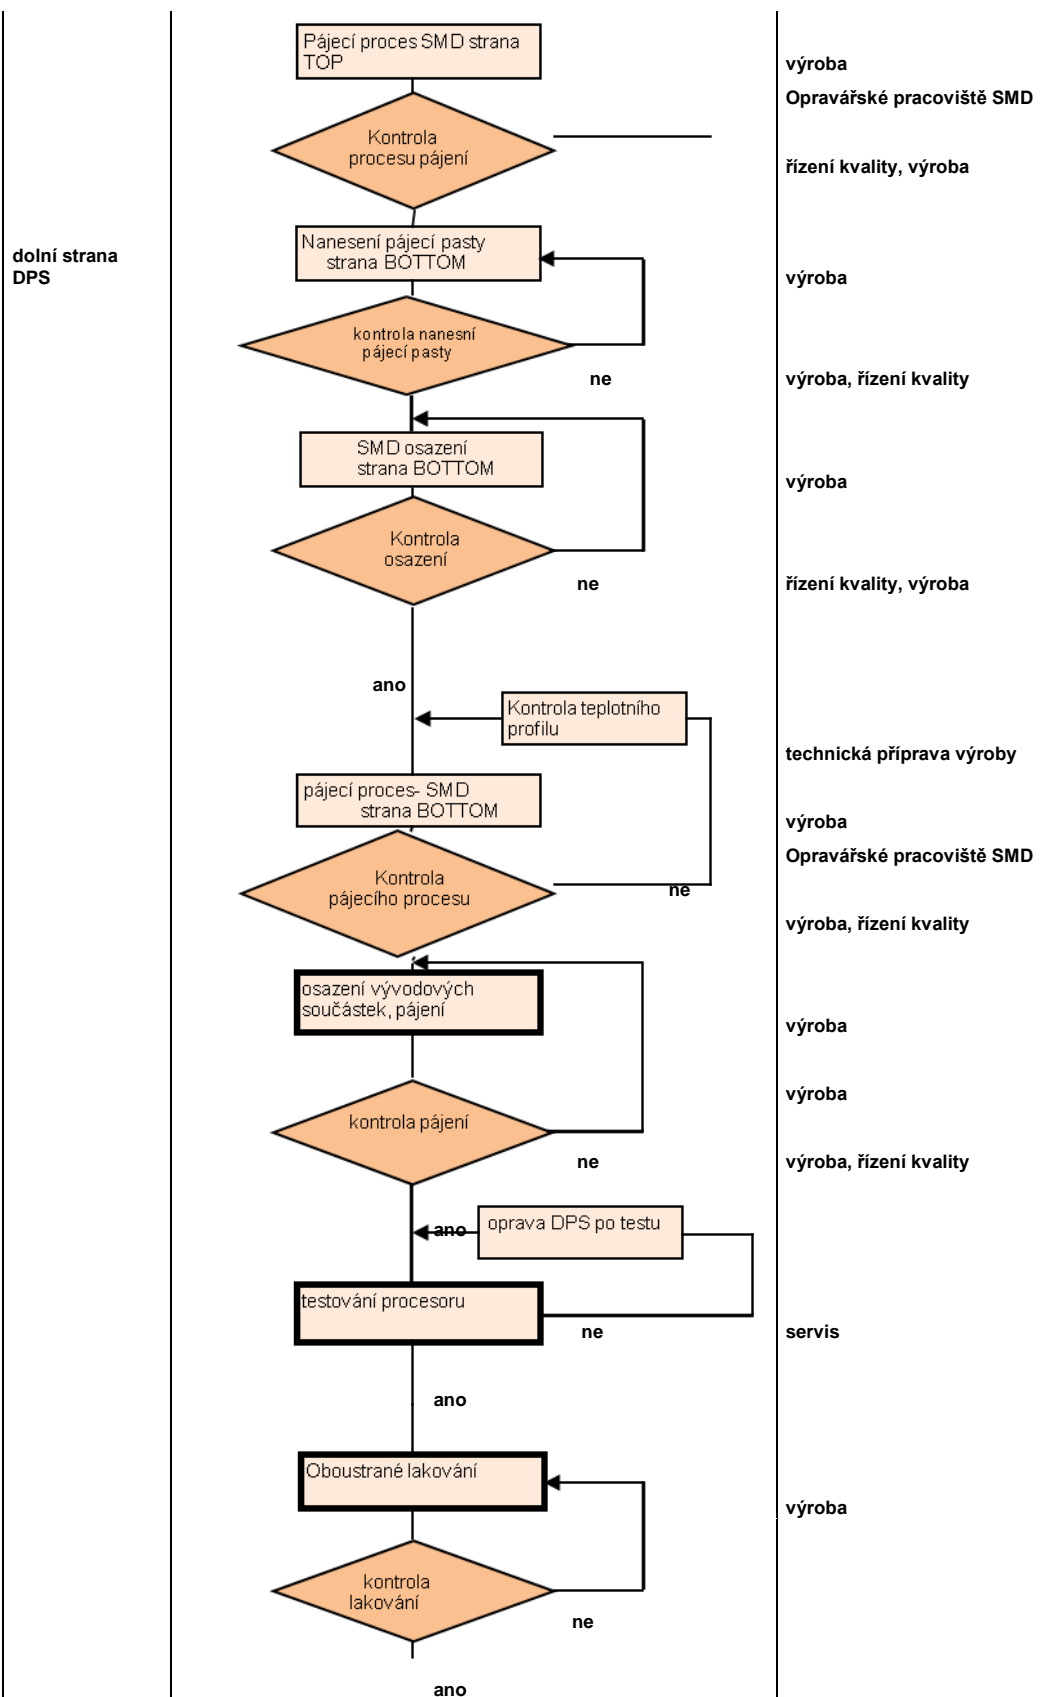 Pájecí proces SMD strana
TOP
výroba
Opravářské pracoviště SMD
Kontrola
procesu pájení
řízení kvality, výroba
dolní strana
DPS
Nanesení pájecí pasty
strana BOTTOM
výroba
kontrola nanesní
pájecí pasty
ne
výroba, řízení kvality
SMD osazení
strana BOTTOM
výroba
Kontrola
osazení
ne
řízení kvality, výroba
ano
Kontrola teplotního
profilu
technická příprava výroby
pájecí proces- SMD
strana BOTTOM
výroba
Opravářské pracoviště SMD
Kontrola
pájecího procesu
ne
výroba, řízení kvality
osazení vývodových
součástek, pájení
výroba
výroba
kontrola pájení
ne
výroba, řízení kvality
ano
oprava DPS po testu
testování procesoru
ne
servis
ano
Oboustrané lakování
výroba
kontrola
lakování
ne
ano